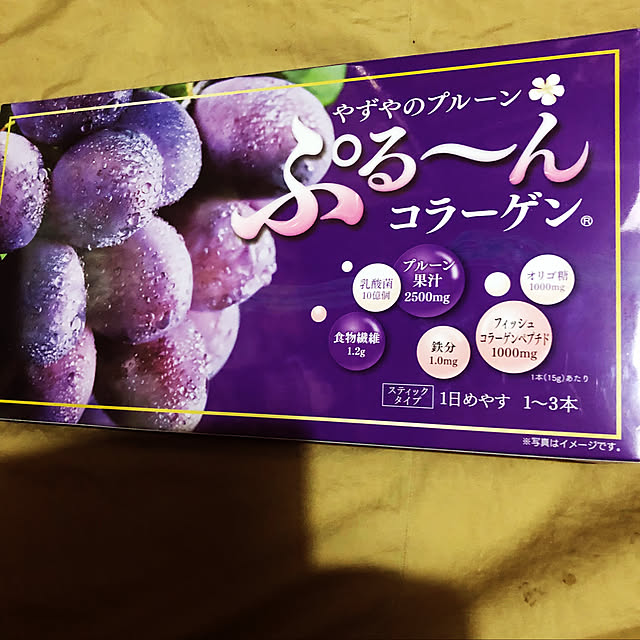 やずやのプルーン
ぷる～ん
コラーゲン®
乳酸菌
10億個
プルーン
果汁
2500mg
オリゴ糖
1000mg
食物繊維
1.2g
鉄分
1.0mg
フィッシュ
コラーゲンペプチド
1000mg
1本(15g)あたり
スティック
タイプ
1日めやす 1～3本
※写真はイメージです。